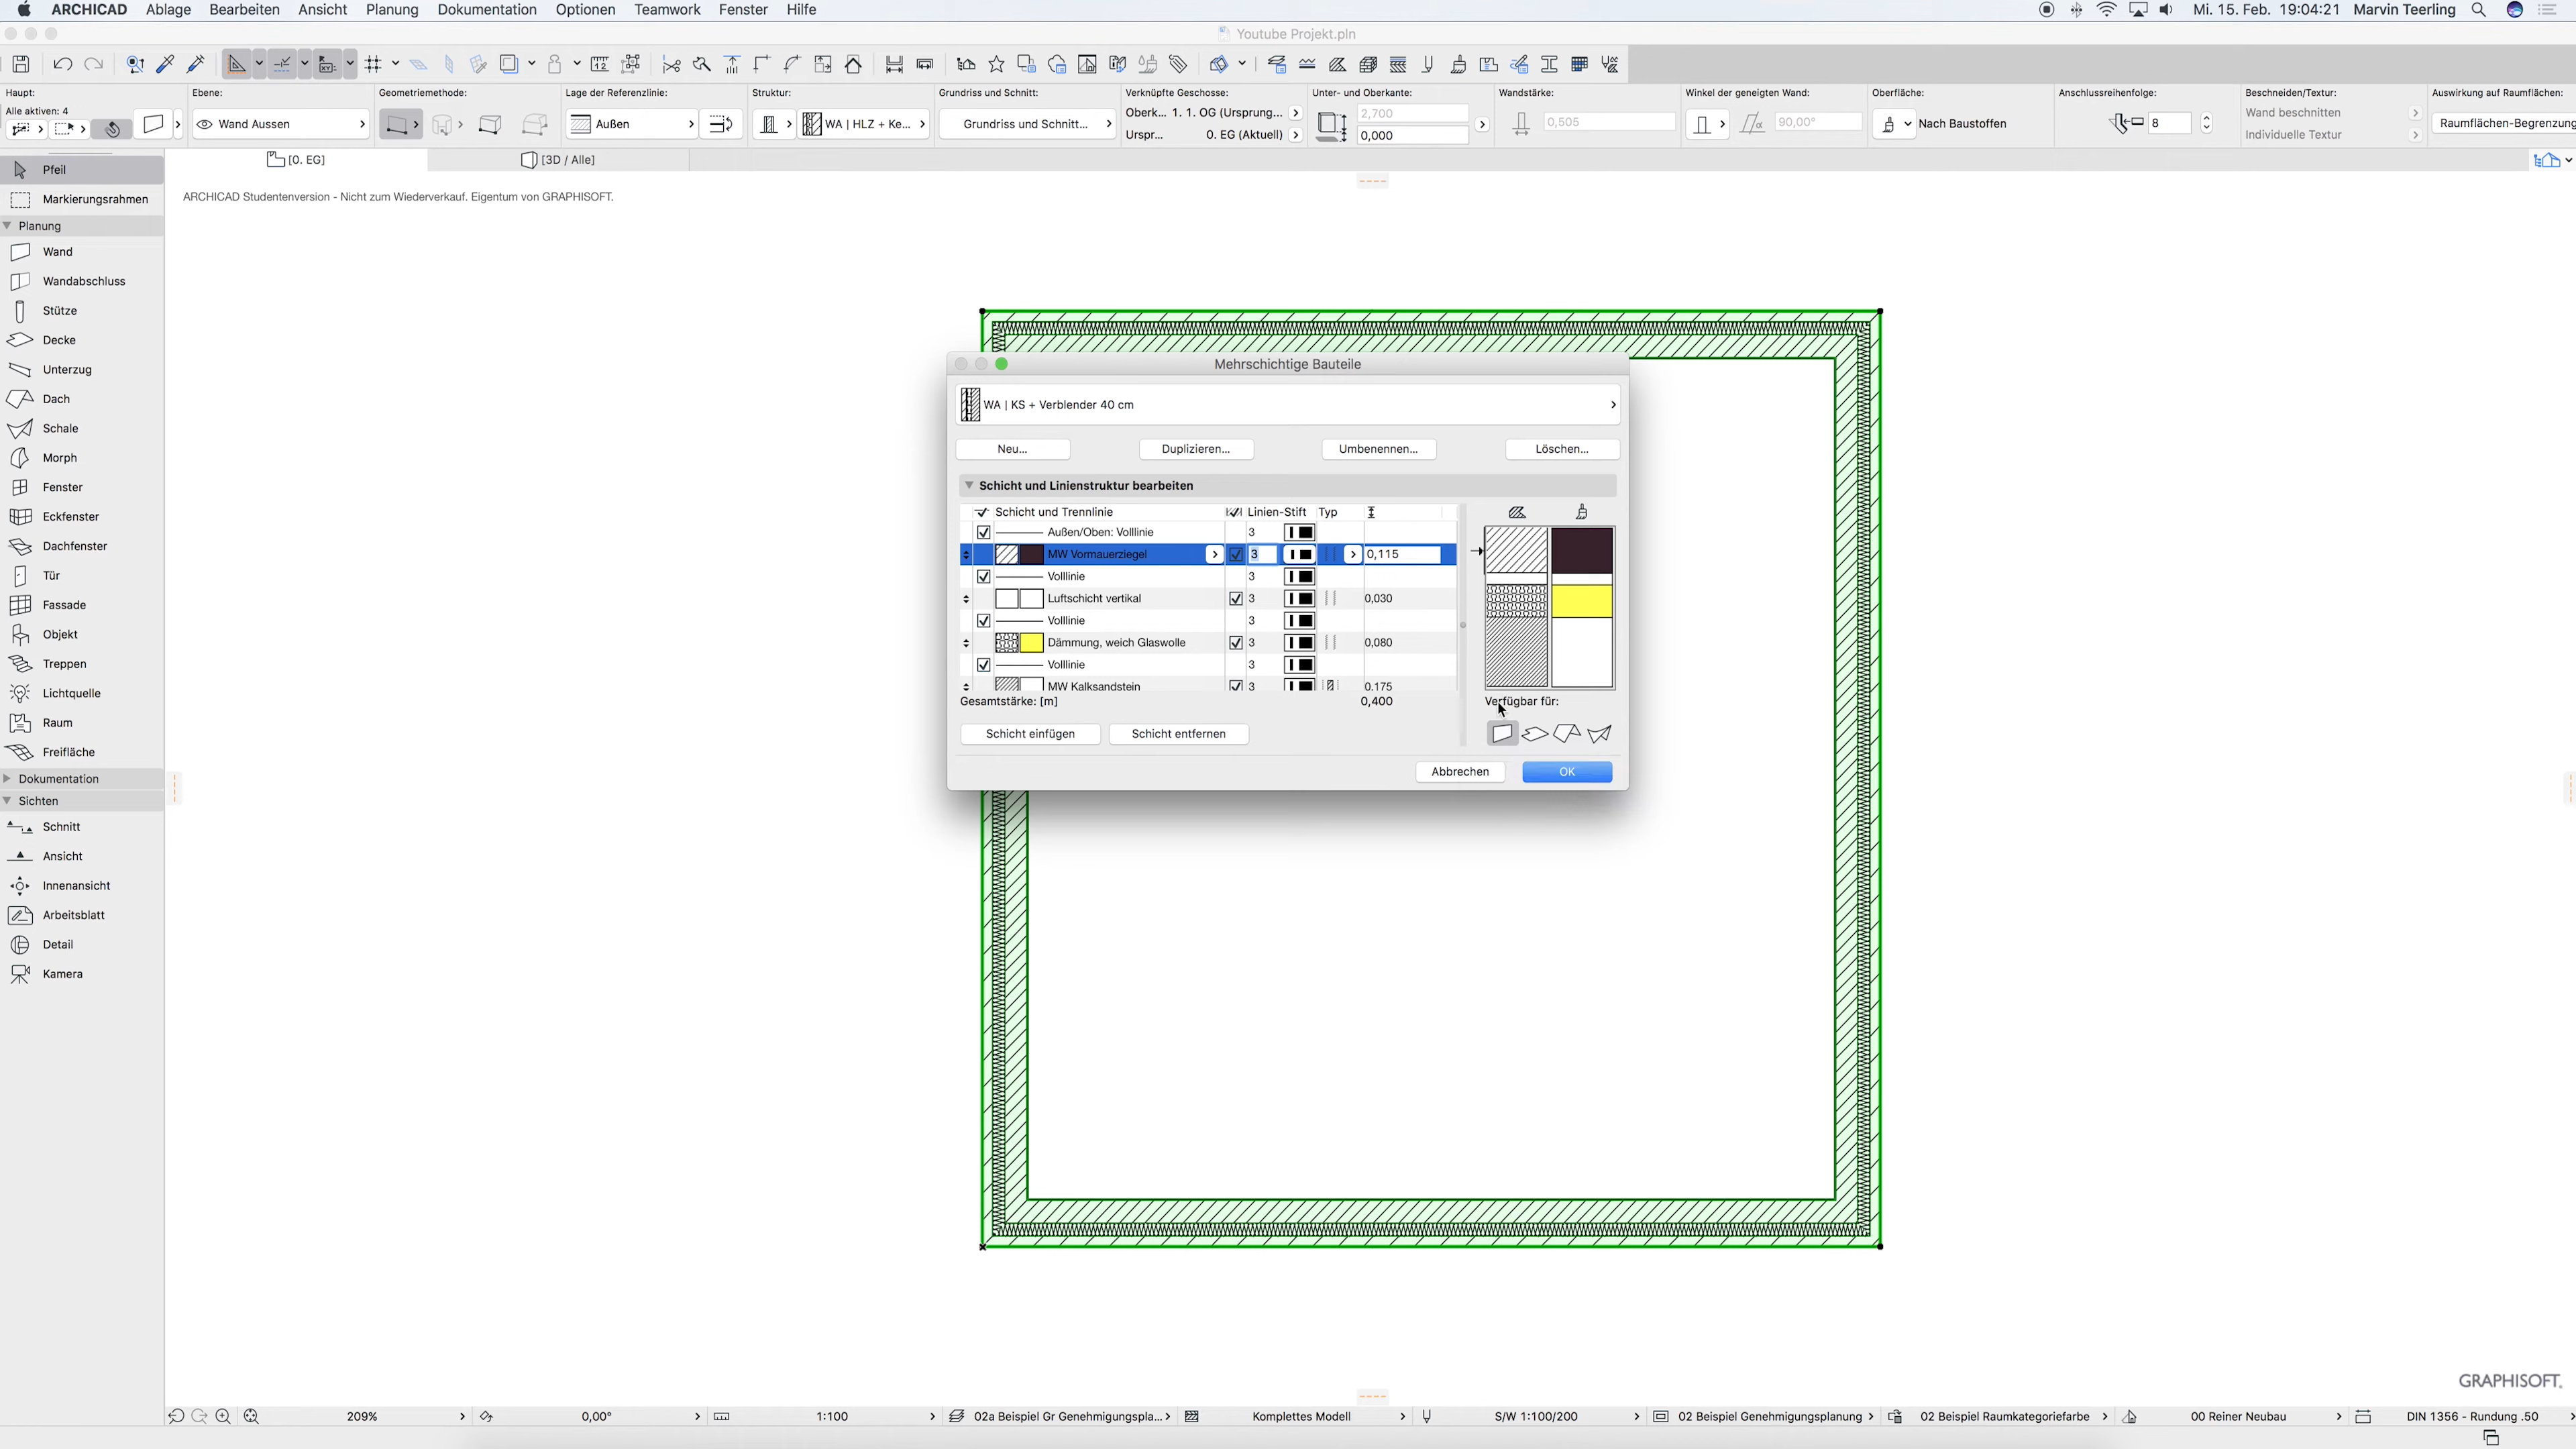 ARCHICAD Ablage Bearbeiten Ansicht Planung Dokumentation Optionen Teamwork Fenster Hilfe Mi. 15. Feb. 19:04:21 Marvin Teerling
Youtube Projekt.pln
Haupt: Ebene: Geometriemethode: Lage der Referenzlinie: Struktur: Grundriss und Schnitt: Verknüpfte Geschosse: Unter- und Oberkante: Wandstärke: Winkel der geneigten Wand: Oberfläche: Anschlussreihenfolge: Beschneiden/Textur: Auswirkung auf Raumflächen:
Alle aktiven: 4 Oberk... 1. 1. OG (Ursprung... 2,700 Wand beschnitten
Wand Aussen Außen WA | HLZ + Ke... Grundriss und Schnitt... 0,505 90,00° Nach Baustoffen 8 Raumflächen-Begrenzung
Urspr... 0. EG (Aktuell) 0,000 Individuelle Textur
[0. EG] [3D / Alle]
ARCHICAD Studentenversion - Nicht zum Wiederverkauf. Eigentum von GRAPHISOFT.
Pfeil
Markierungsrahmen
Planung
Wand
Wandabschluss
Stütze
Decke
Unterzug
Dach
Schale
Morph
Fenster
Eckfenster
Dachfenster
Tür
Fassade
Objekt
Treppen
Lichtquelle
Raum
Freifläche
Dokumentation
Sichten
Schnitt
Ansicht
Innenansicht
Arbeitsblatt
Detail
Kamera
Mehrschichtige Bauteile
WA | KS + Verblender 40 cm
Neu... Duplizieren... Umbenennen... Löschen...
Schicht und Linienstruktur bearbeiten
Schicht und Trennlinie Linien-Stift Typ
Außen/Oben: Volllinie 3
MW Vormauerziegel 3 0,115
Volllinie 3
Luftschicht vertikal 3 0,030
Volllinie 3
Dämmung, weich Glaswolle 3 0,080
Volllinie 3
MW Kalksandstein 3 0,175
Gesamtstärke: [m] 0,400 Verfügbar für:
Schicht einfügen Schicht entfernen
Abbrechen OK
GRAPHISOFT.
209% 0,00° 1:100 02a Beispiel Gr Genehmigungspla... Komplettes Modell S/W 1:100/200 02 Beispiel Genehmigungsplanung 02 Beispiel Raumkategoriefarbe 00 Reiner Neubau DIN 1356 - Rundung .50